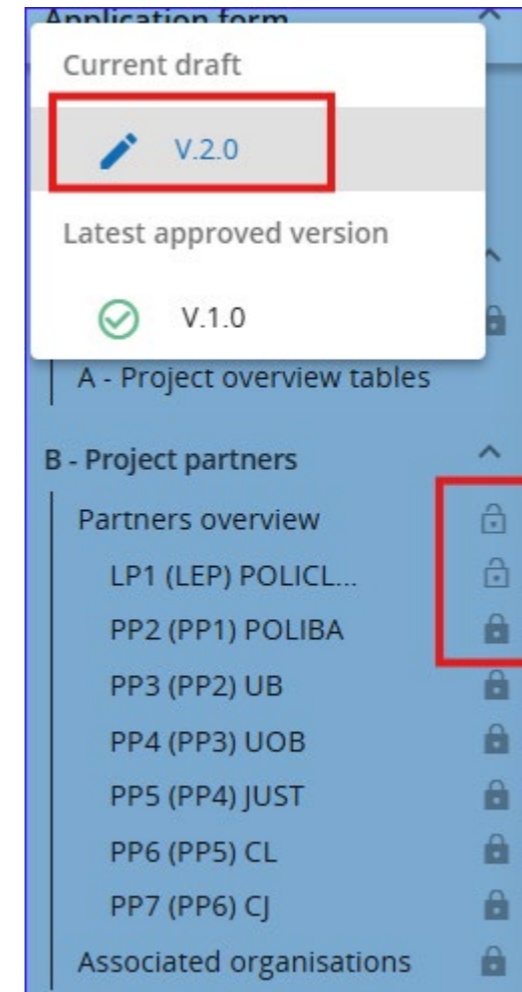 Application form
Current draft
V.2.0
Latest approved version
V.1.0
A - Project overview tables
B - Project partners
Partners overview
LP1 (LEP) POLICL...
PP2 (PP1) POLIBA
PP3 (PP2) UB
PP4 (PP3) UOB
PP5 (PP4) JUST
PP6 (PP5) CL
PP7 (PP6) CJ
Associated organisations